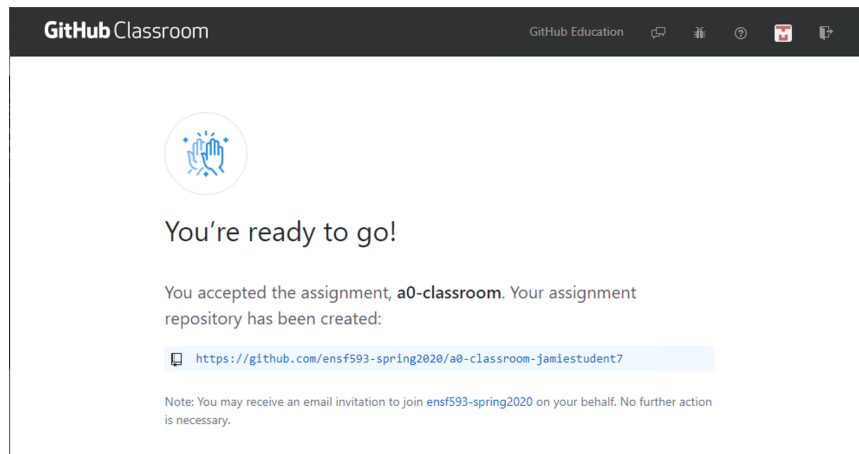 GitHub Classroom
GitHub Education
You're ready to go!
You accepted the assignment, a0-classroom. Your assignment
repository has been created:
https://github.com/ensf593-spring2020/a0-classroom-jamiestudent7
Note: You may receive an email invitation to join ensf593-spring2020 on your behalf. No further action
is necessary.